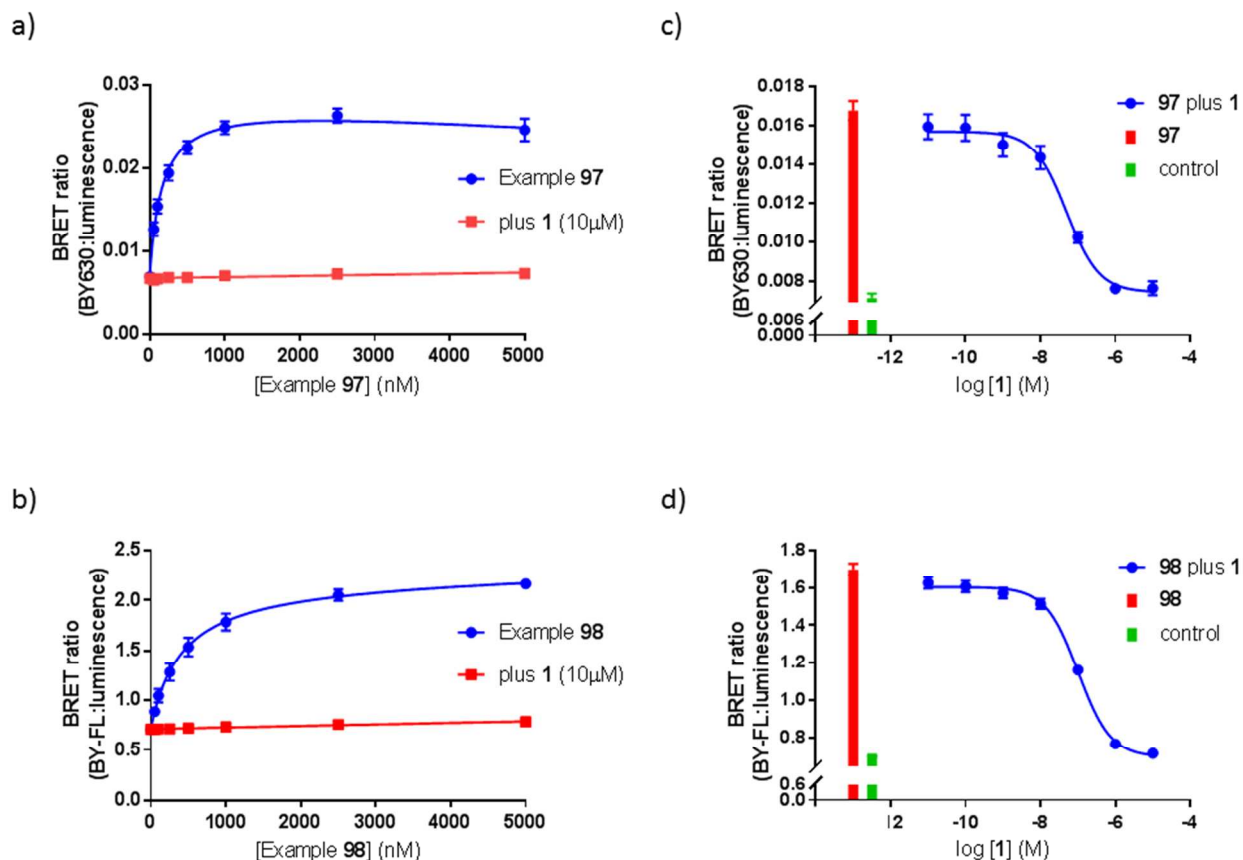 a)
BRET ratio
(BY630:luminescence)
0.03
0.02
0.01
0.00
0 1000 2000 3000 4000 5000
[Example 97] (nM)
Example 97
plus 1 (10μM)
c)
BRET ratio
(BY630:luminescence)
0.018
0.016
0.014
0.012
0.010
0.008
0.006
0.000
-12 -10 -8 -6 -4
log [1] (M)
97 plus 1
97
control
b)
BRET ratio
(BY-FL:luminescence)
2.5
2.0
1.5
1.0
0.5
0.0
0 1000 2000 3000 4000 5000
[Example 98] (nM)
Example 98
plus 1 (10μM)
d)
BRET ratio
(BY-FL:luminescence)
1.8
1.6
1.4
1.2
1.0
0.8
0.6
0.0
12 -10 -8 -6 -4
log [1] (M)
98 plus 1
98
control